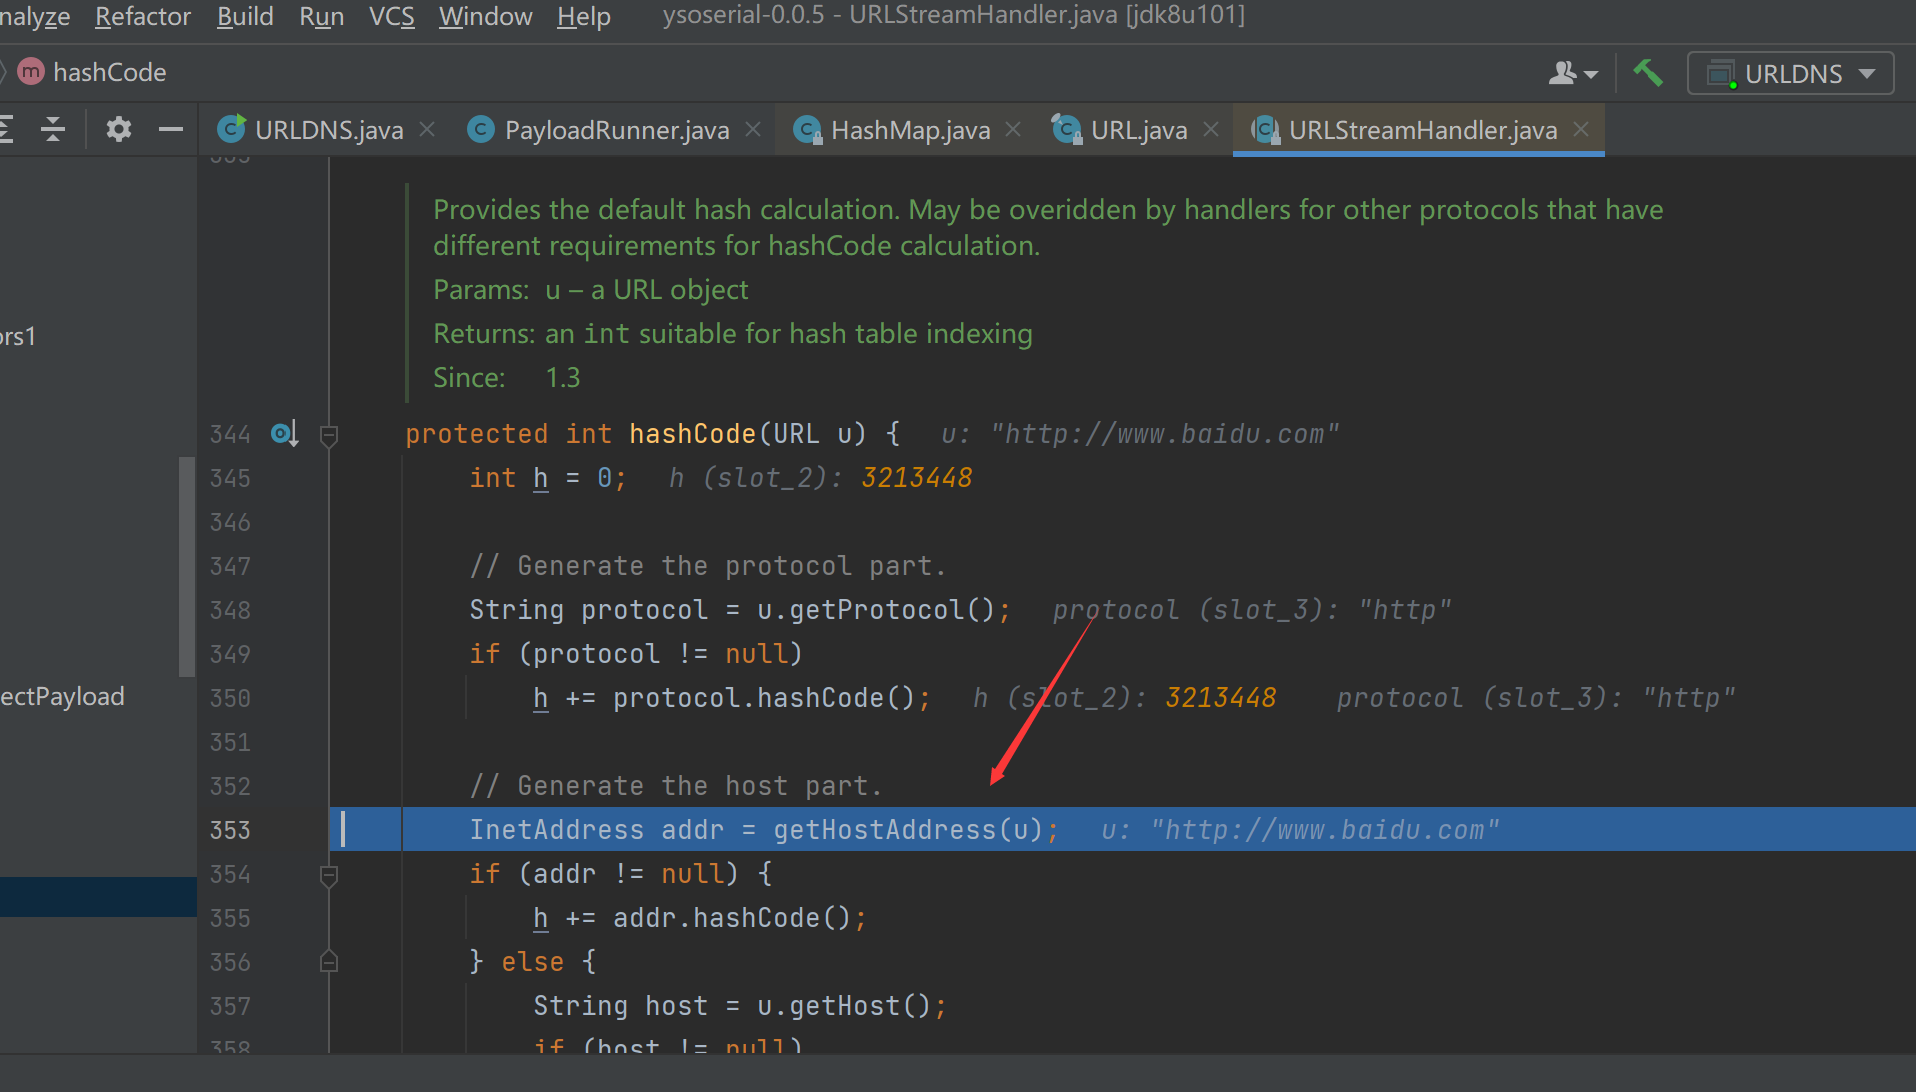 nalyze Refactor Build Run VCS Window Help ysoserial-0.0.5 - URLStreamHandler.java [jdk8u101]
m hashCode URLDNS
URLDNS.java PayloadRunner.java HashMap.java URL.java URLStreamHandler.java
Provides the default hash calculation. May be overidden by handlers for other protocols that have
different requirements for hashCode calculation.
Params: u – a URL object
Returns: an int suitable for hash table indexing
Since: 1.3
ors1
ectPayload
344 protected int hashCode(URL u) { u: "http://www.baidu.com"
345 int h = 0; h (slot_2): 3213448
346
347 // Generate the protocol part.
348 String protocol = u.getProtocol(); protocol (slot_3): "http"
349 if (protocol != null)
350 h += protocol.hashCode(); h (slot_2): 3213448 protocol (slot_3): "http"
351
352 // Generate the host part.
353 InetAddress addr = getHostAddress(u); u: "http://www.baidu.com"
354 if (addr != null) {
355 h += addr.hashCode();
356 } else {
357 String host = u.getHost();
358 if (host != null)